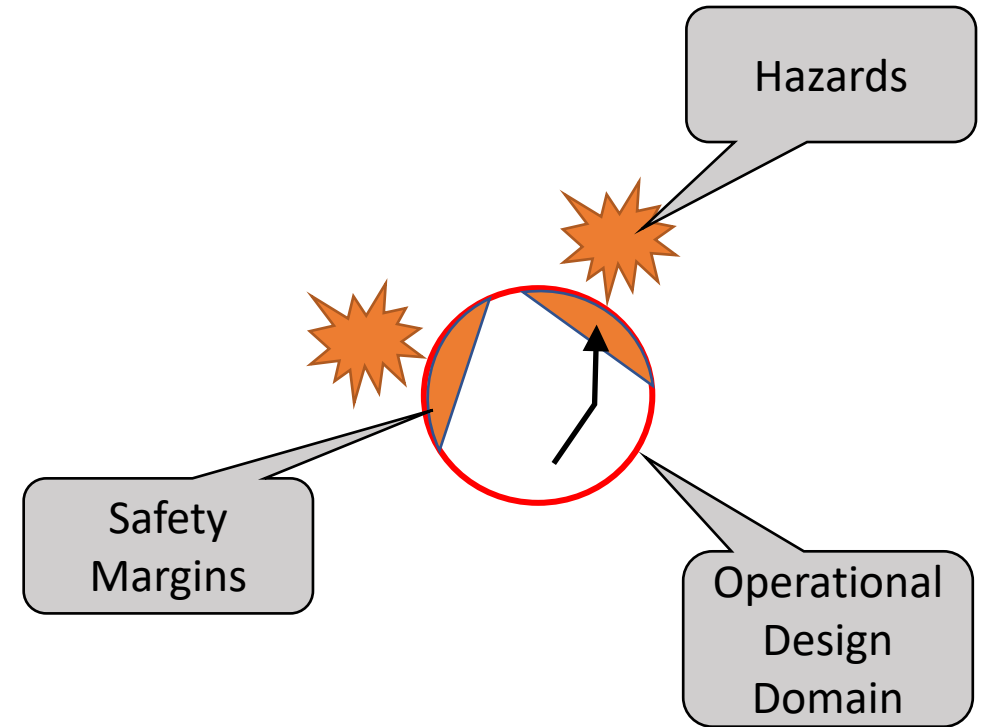 Hazards
Safety
Margins
Operational
Design
Domain